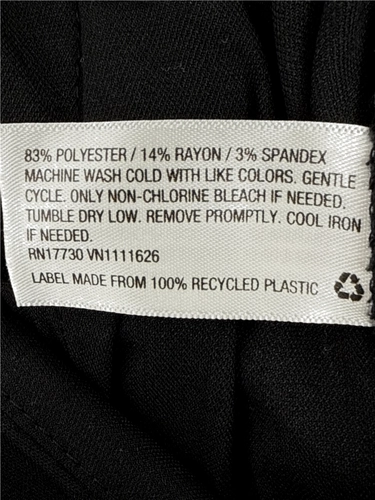 83% POLYESTER / 14% RAYON / 3% SPANDEX
MACHINE WASH COLD WITH LIKE COLORS. GENTLE
CYCLE. ONLY NON-CHLORINE BLEACH IF NEEDED.
TUMBLE DRY LOW. REMOVE PROMPTLY. COOL IRON
IF NEEDED.
RN17730 VN1111626
LABEL MADE FROM 100% RECYCLED PLASTIC